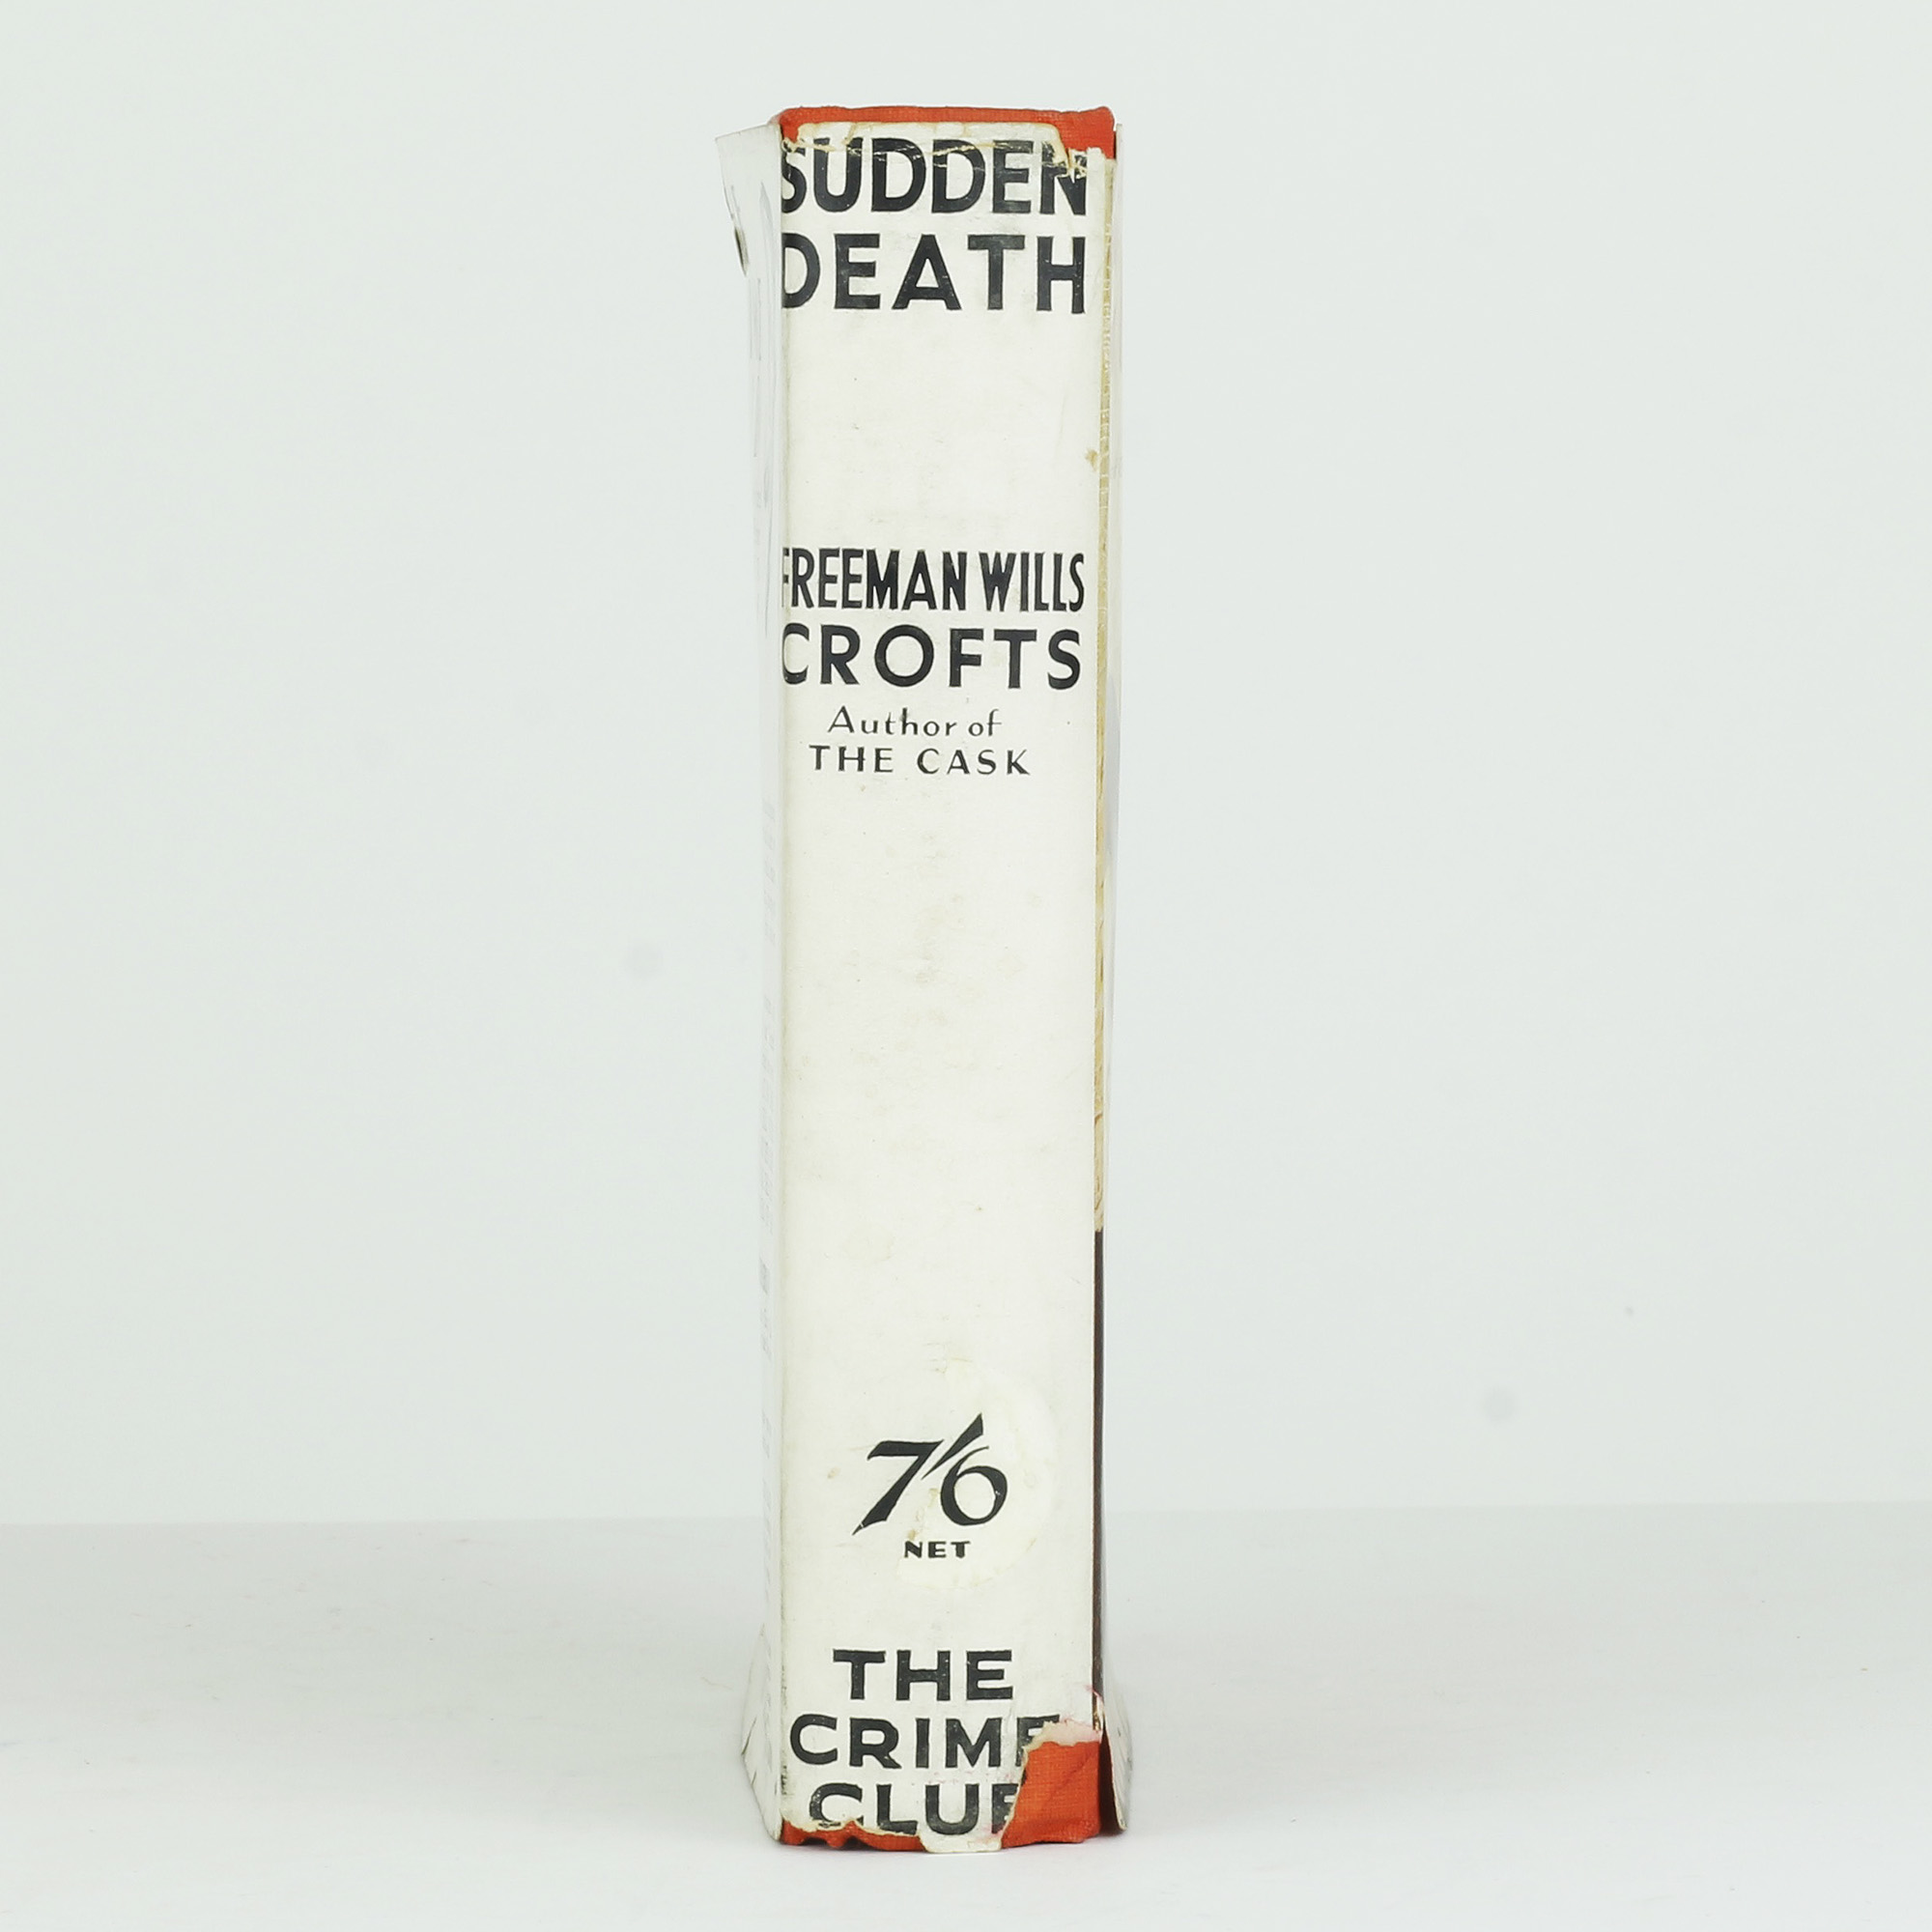 SUDDEN
DEATH
FREEMAN WILLS
CROFTS
Author of
THE CASK
7/6
NET
THE
CRIME
CLUB